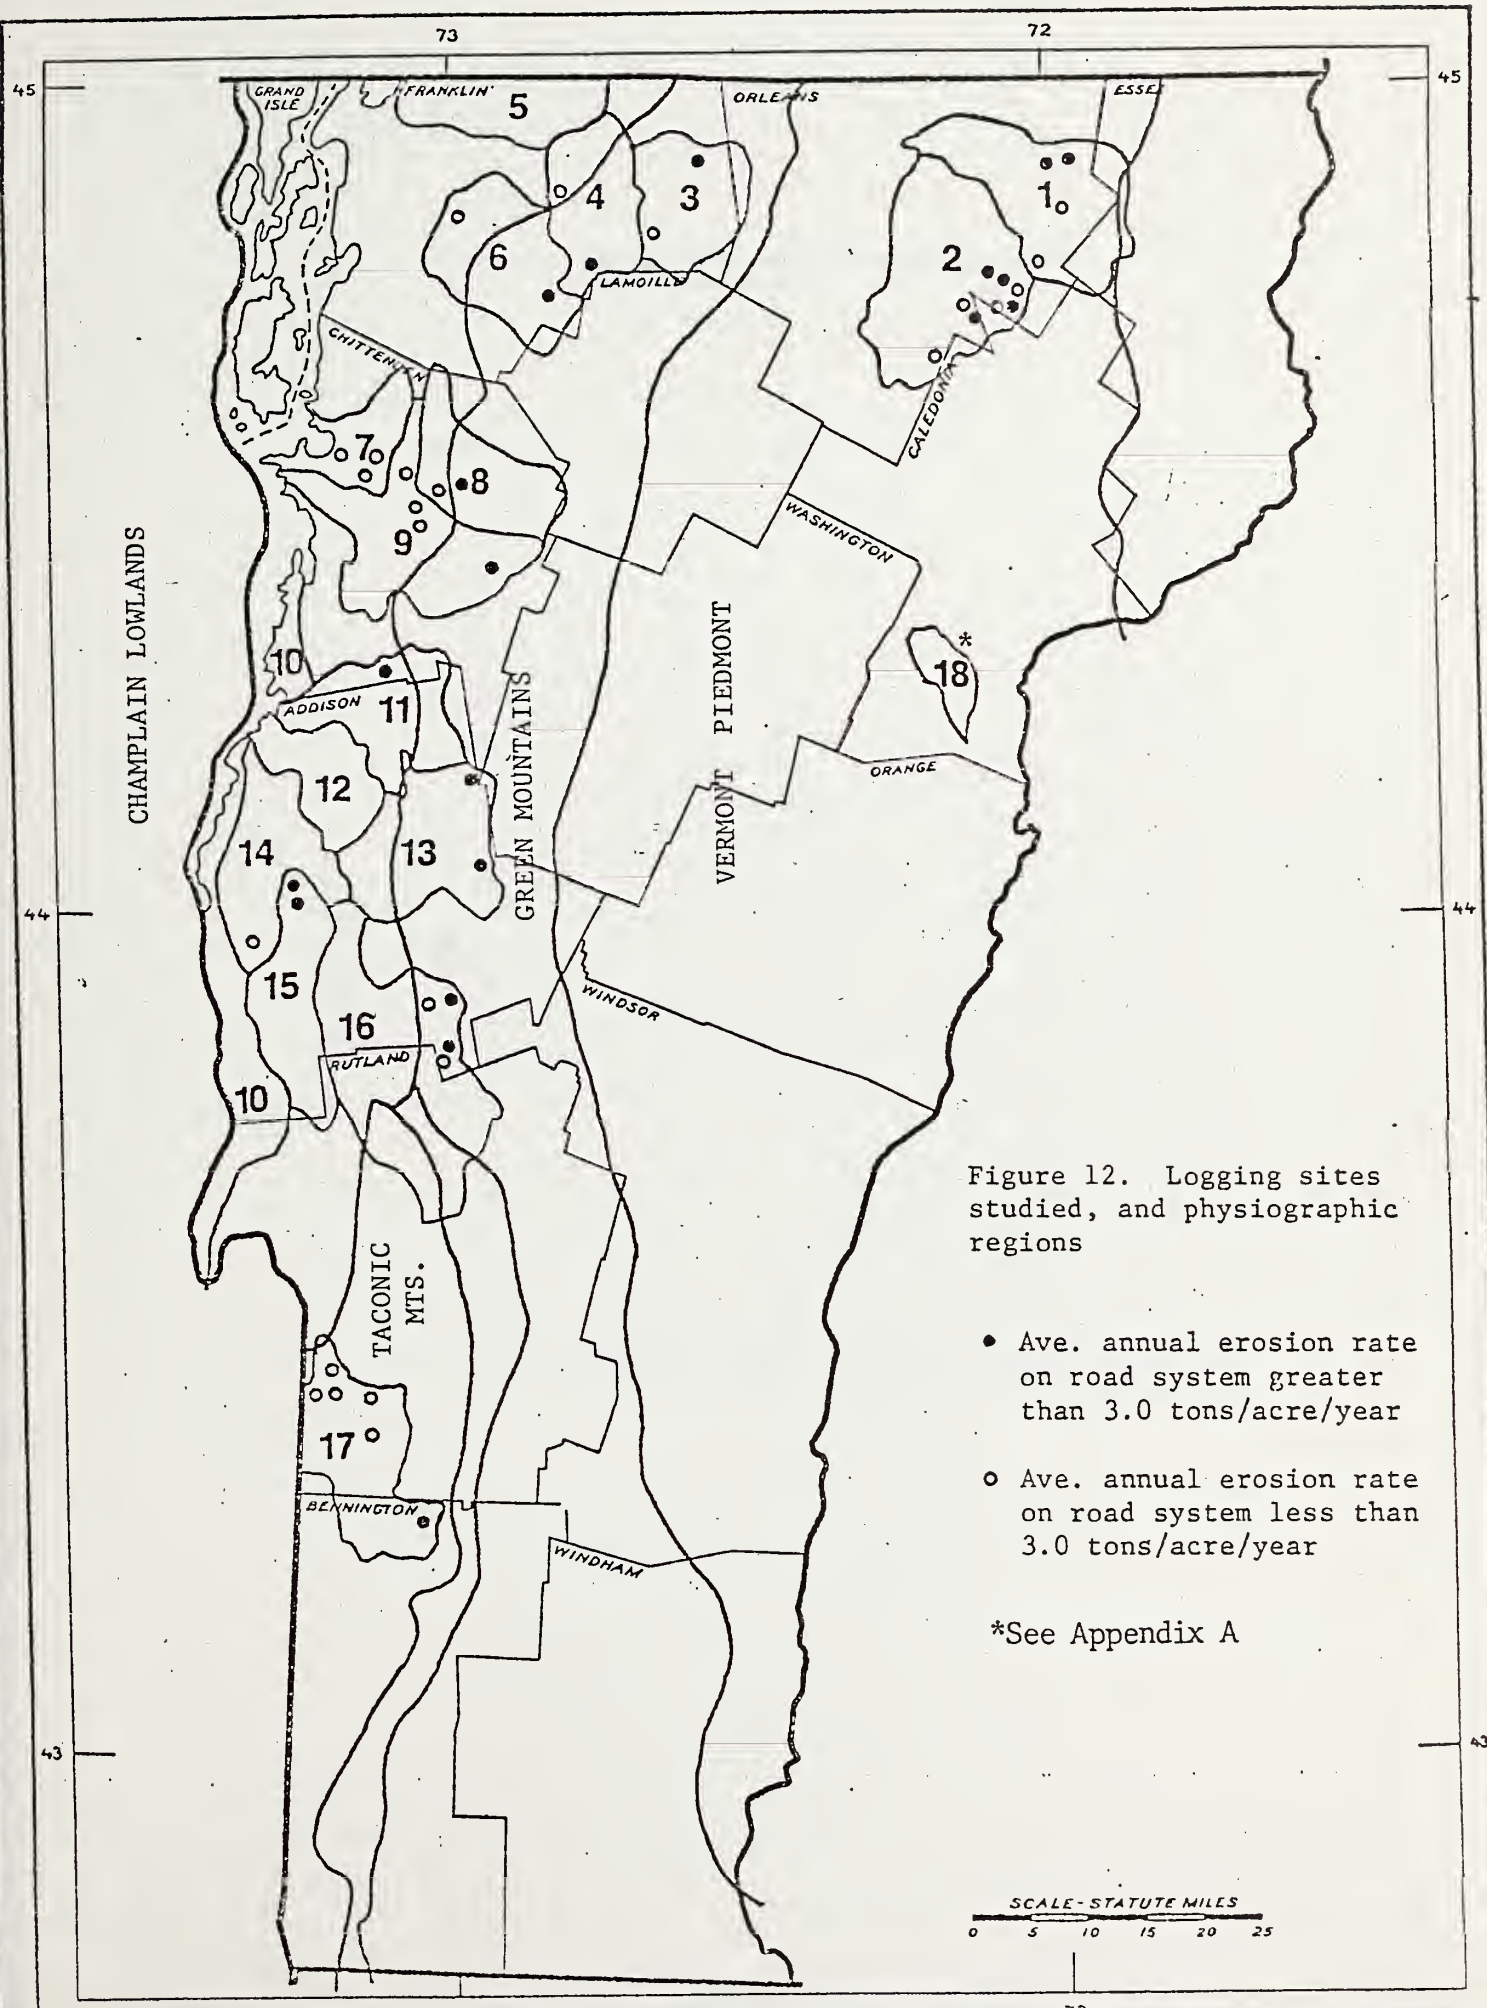 73
72
45
45
GRAND
ISLE
FRANKLIN
5
ORLEANS
ESSE
4
3
1
6
2
LAMOILLE
CHITTENDEN
CALEDONIA
7
8
9
WASHINGTON
CHAMPLAIN LOWLANDS
10
18
*
ADDISON
11
GREEN MOUNTAINS
VERMONT PIEDMONT
12
ORANGE
14
13
44
44
15
WINDSOR
16
RUTLAND
10
Figure 12. Logging sites
studied, and physiographic
regions
TACONIC
MTS.
Ave. annual erosion rate
on road system greater
than 3.0 tons/acre/year
17
Ave. annual erosion rate
on road system less than
3.0 tons/acre/year
BENNINGTON
WINDHAM
*See Appendix A
43
43
SCALE-STATUTE MILES
0 5 10 15 20 25